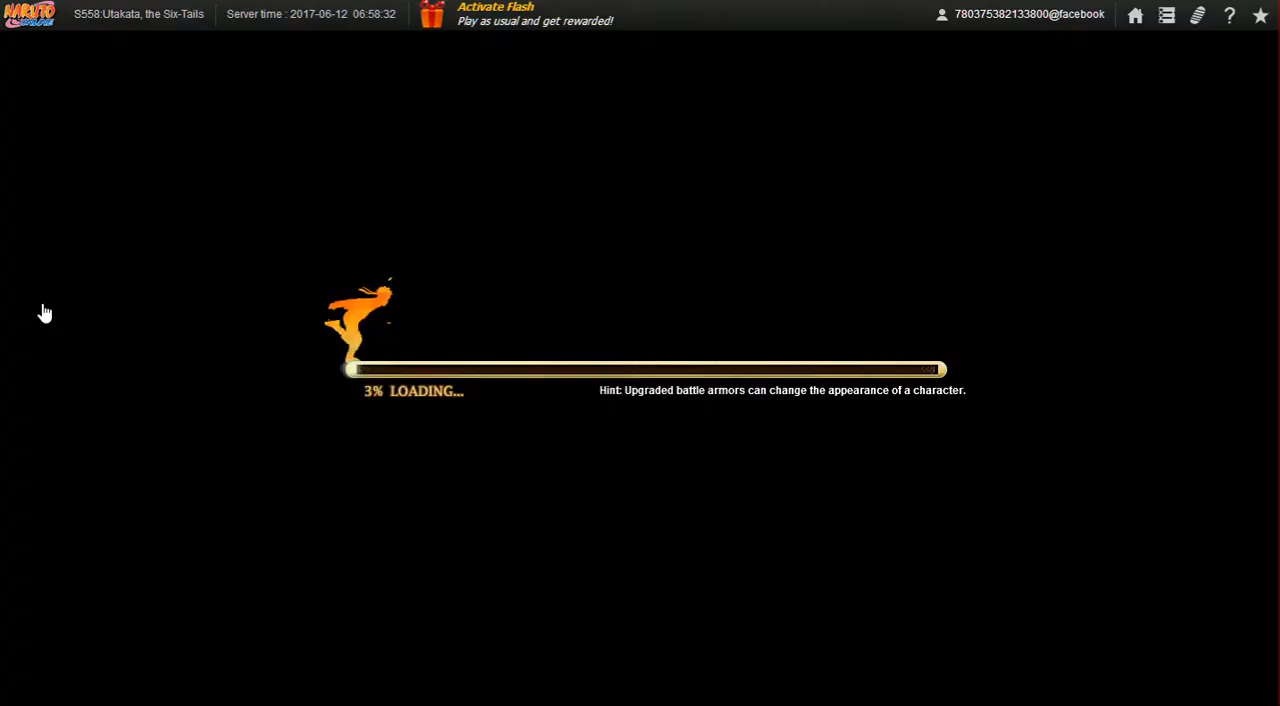 NARUTO
ONLINE
S558:Utakata, the Six-Tails
Server time : 2017-06-12 06:58:32
Activate Flash
Play as usual and get rewarded!
780375382133800@facebook
?
3% LOADING...
Hint: Upgraded battle armors can change the appearance of a character.